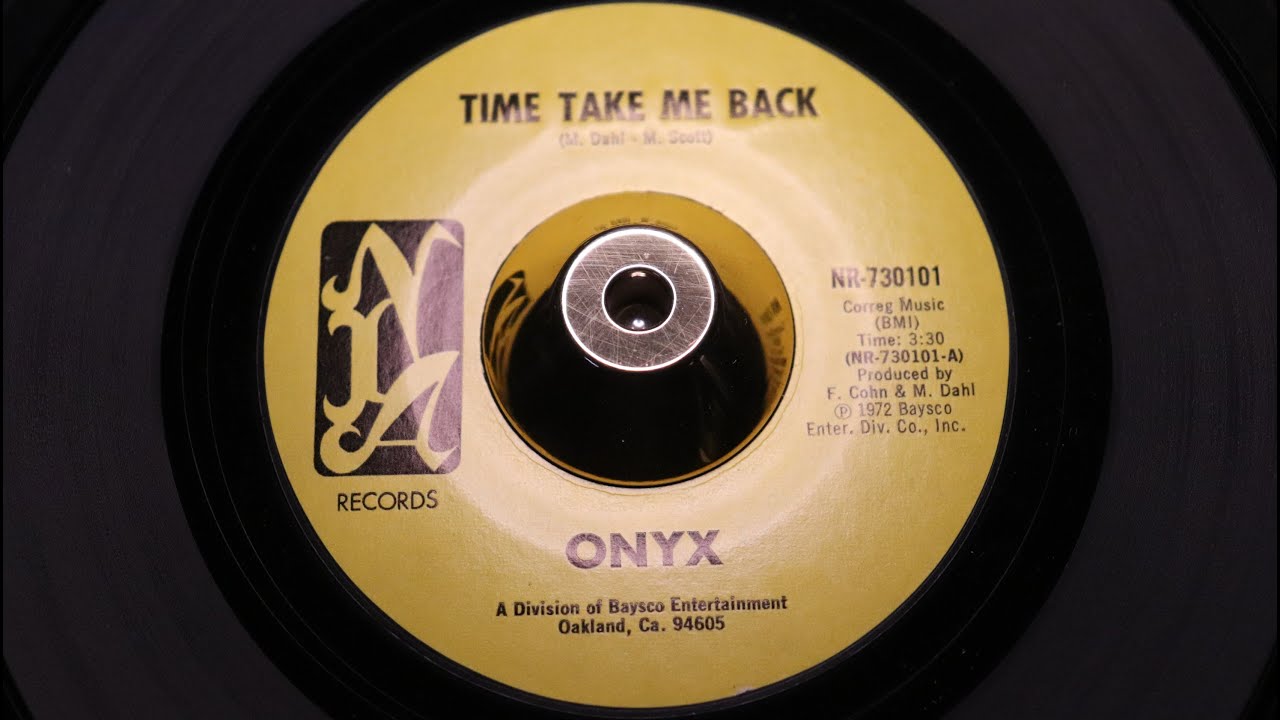 TIME TAKE ME BACK
(M. Dahl - M. Scott)
NIA
RECORDS
NR-730101
Correg Music
(BMI)
Time: 3:30
(NR-730101-A)
Produced by
F. Cohn & M. Dahl
℗ 1972 Baysco
Enter. Div. Co., Inc.
ONYX
A Division of Baysco Entertainment
Oakland, Ca. 94605